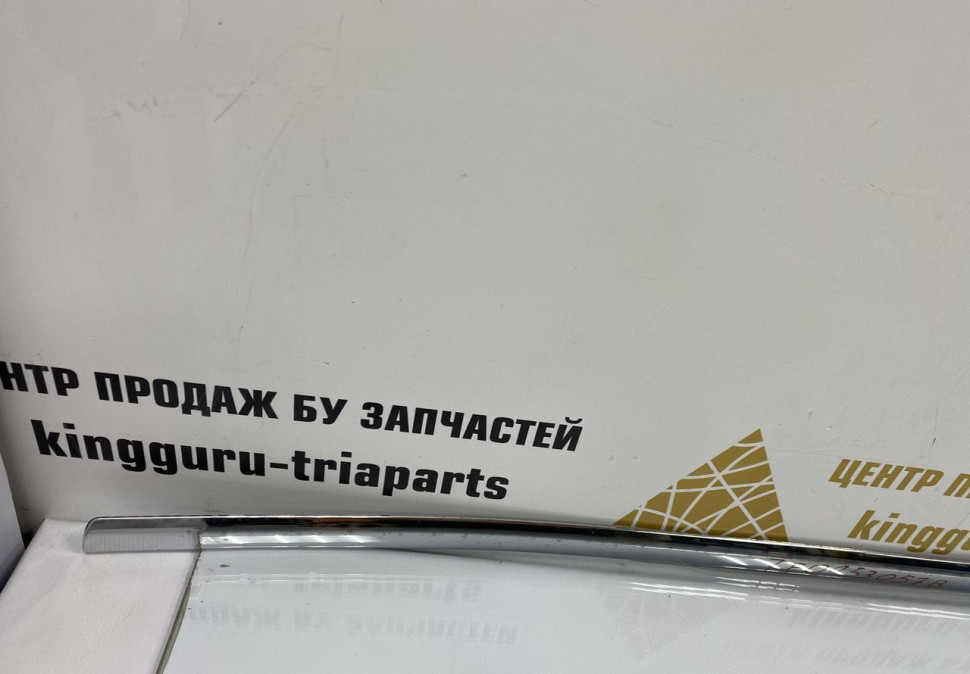 НТР ПРОДАЖ БУ ЗАПЧАСТЕЙ
kingguru-triaparts
ЦЕНТР П
kinggu